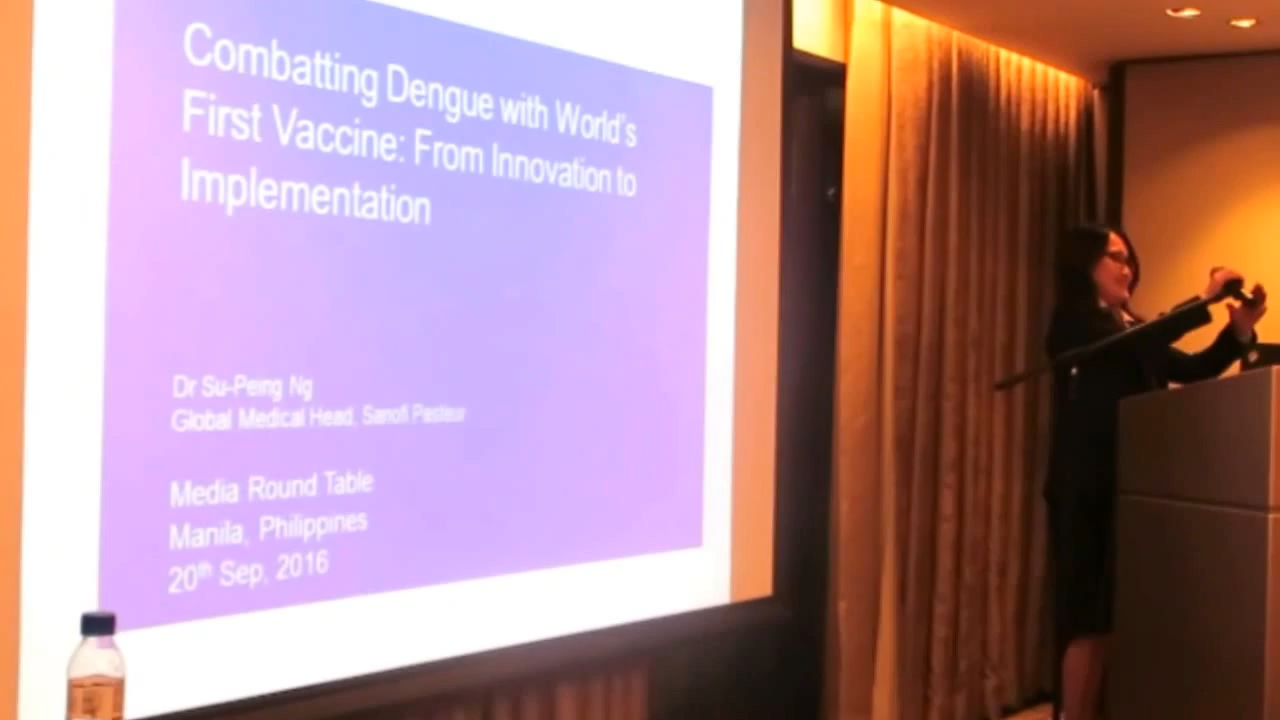 Combatting Dengue with World's
First Vaccine: From Innovation to
Implementation
Dr Su-Peing Ng
Global Medical Head, Sanofi Pasteur
Media Round Table
Manila, Philippines
20th Sep, 2016